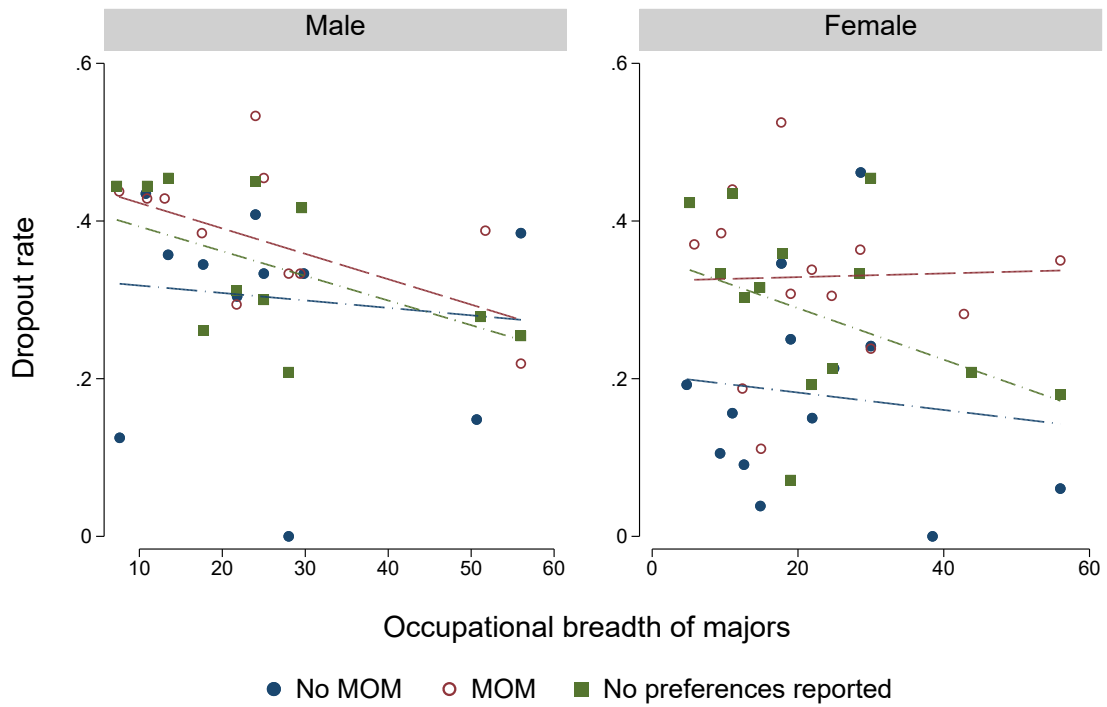 Male
Female
Dropout rate
.6
.4
.2
0
10 20 30 40 50 60
.6
.4
.2
0
0 20 40 60
Occupational breadth of majors
No MOM MOM No preferences reported